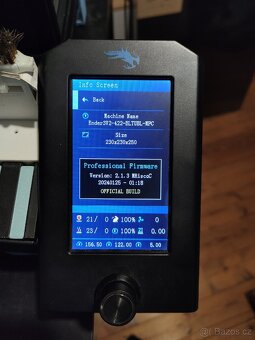 Info Screen
Back
Machine Name
Ender3V2-422-BLTUBL-MPC
Size
230x230x250
Professional Firmware
Version: 2.1.3 MRiscoC
20240125 - 01:18
OFFICIAL BUILD
21/ 0 100% 0
23/ 0 100% 0.00
156.50 122.00 6.00
sbazar.cz